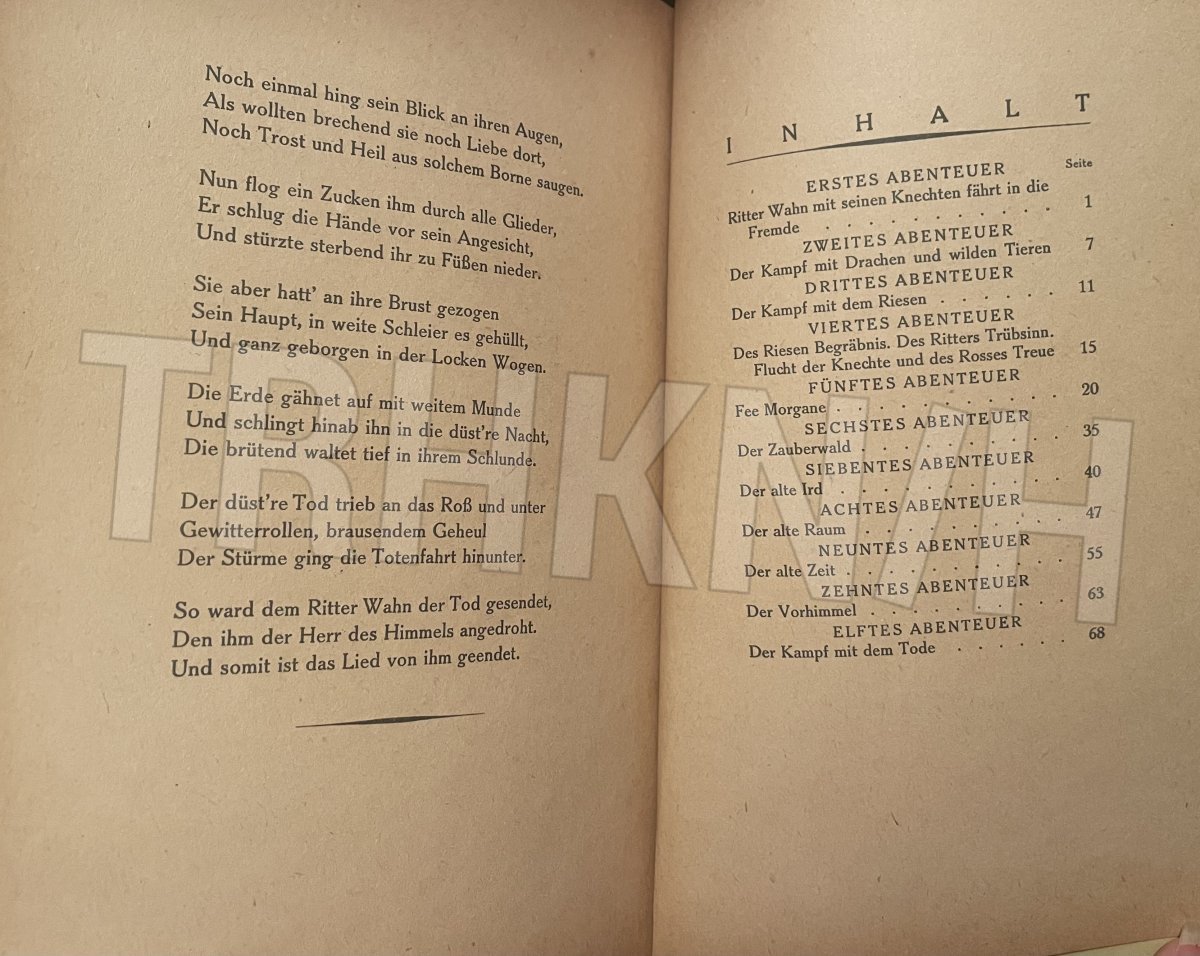 Noch einmal hing sein Blick an ihren Augen,
Als wollten brechend sie noch Liebe dort,
Noch Trost und Heil aus solchem Borne saugen.
Nun flog ein Zucken ihm durch alle Glieder,
Er schlug die Hände vor sein Angesicht,
Und stürzte sterbend ihr zu Füßen nieder.
Sie aber hatt' an ihre Brust gezogen
Sein Haupt, in weite Schleier es gehüllt,
Und ganz geborgen in der Locken Wogen.
Die Erde gähnet auf mit weitem Munde
Und schlingt hinab ihn in die düst're Nacht,
Die brütend waltet tief in ihrem Schlunde.
Der düst're Tod trieb an das Roß und unter
Gewitterrollen, brausendem Geheul
Der Stürme ging die Totenfahrt hinunter.
So ward dem Ritter Wahn der Tod gesendet,
Den ihm der Herr des Himmels angedroht.
Und somit ist das Lied von ihm geendet.
INHALT
Seite
ERSTES ABENTEUER
Ritter Wahn mit seinen Knechten fährt in die
Fremde . . . . . . . . . . 1
ZWEITES ABENTEUER
Der Kampf mit Drachen und wilden Tieren 7
DRITTES ABENTEUER
Der Kampf mit dem Riesen . . . . . . 11
VIERTES ABENTEUER
Des Riesen Begräbnis. Des Ritters Trübsinn.
Flucht der Knechte und des Rosses Treue 15
FÜNFTES ABENTEUER
Fee Morgane . . . . . . . . . . 20
SECHSTES ABENTEUER
Der Zauberwald . . . . . . . . . 35
SIEBENTES ABENTEUER
Der alte Ird . . . . . . . . . . 40
ACHTES ABENTEUER
Der alte Raum . . . . . . . . . 47
NEUNTES ABENTEUER
Der alte Zeit . . . . . . . . . . 55
ZEHNTES ABENTEUER
Der Vorhimmel . . . . . . . . . 63
ELFTES ABENTEUER
Der Kampf mit dem Tode . . . . . . 68
TRHKNIH